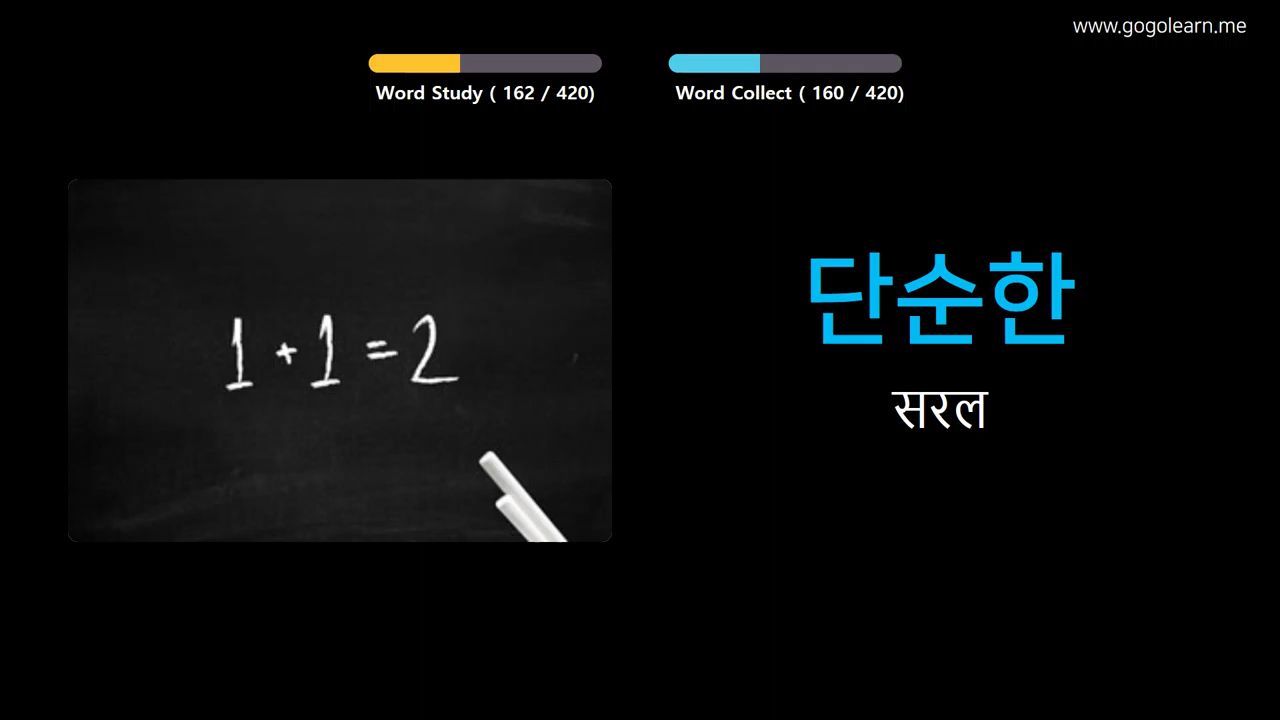 www.gogolearn.me
Word Study ( 162 / 420)
Word Collect ( 160 / 420)
1 + 1 = 2
단순한
सरल